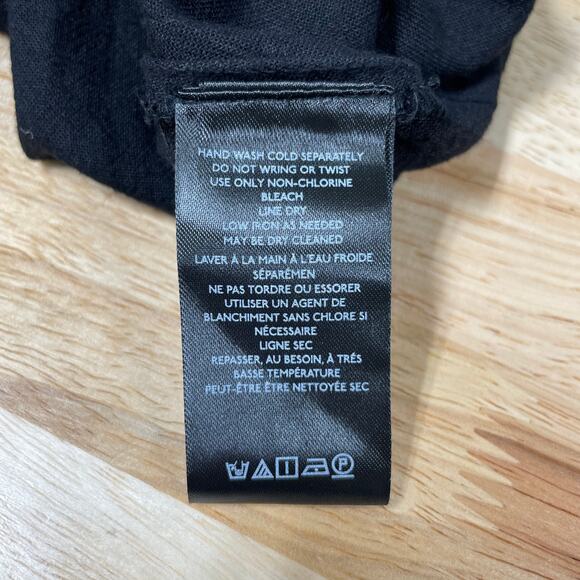 HAND WASH COLD SEPARATELY
DO NOT WRING OR TWIST
USE ONLY NON-CHLORINE
BLEACH
LINE DRY
LOW IRON AS NEEDED
MAY BE DRY CLEANED
LAVER À LA MAIN À L'EAU FROIDE
SÉPARÉMEN
NE PAS TORDRE OU ESSORER
UTILISER UN AGENT DE
BLANCHIMENT SANS CHLORE SI
NÉCESSAIRE
LIGNE SEC
REPASSER, AU BESOIN, À TRÉS
BASSE TEMPÉRATURE
PEUT-ÊTRE ÊTRE NETTOYÉE SEC
P